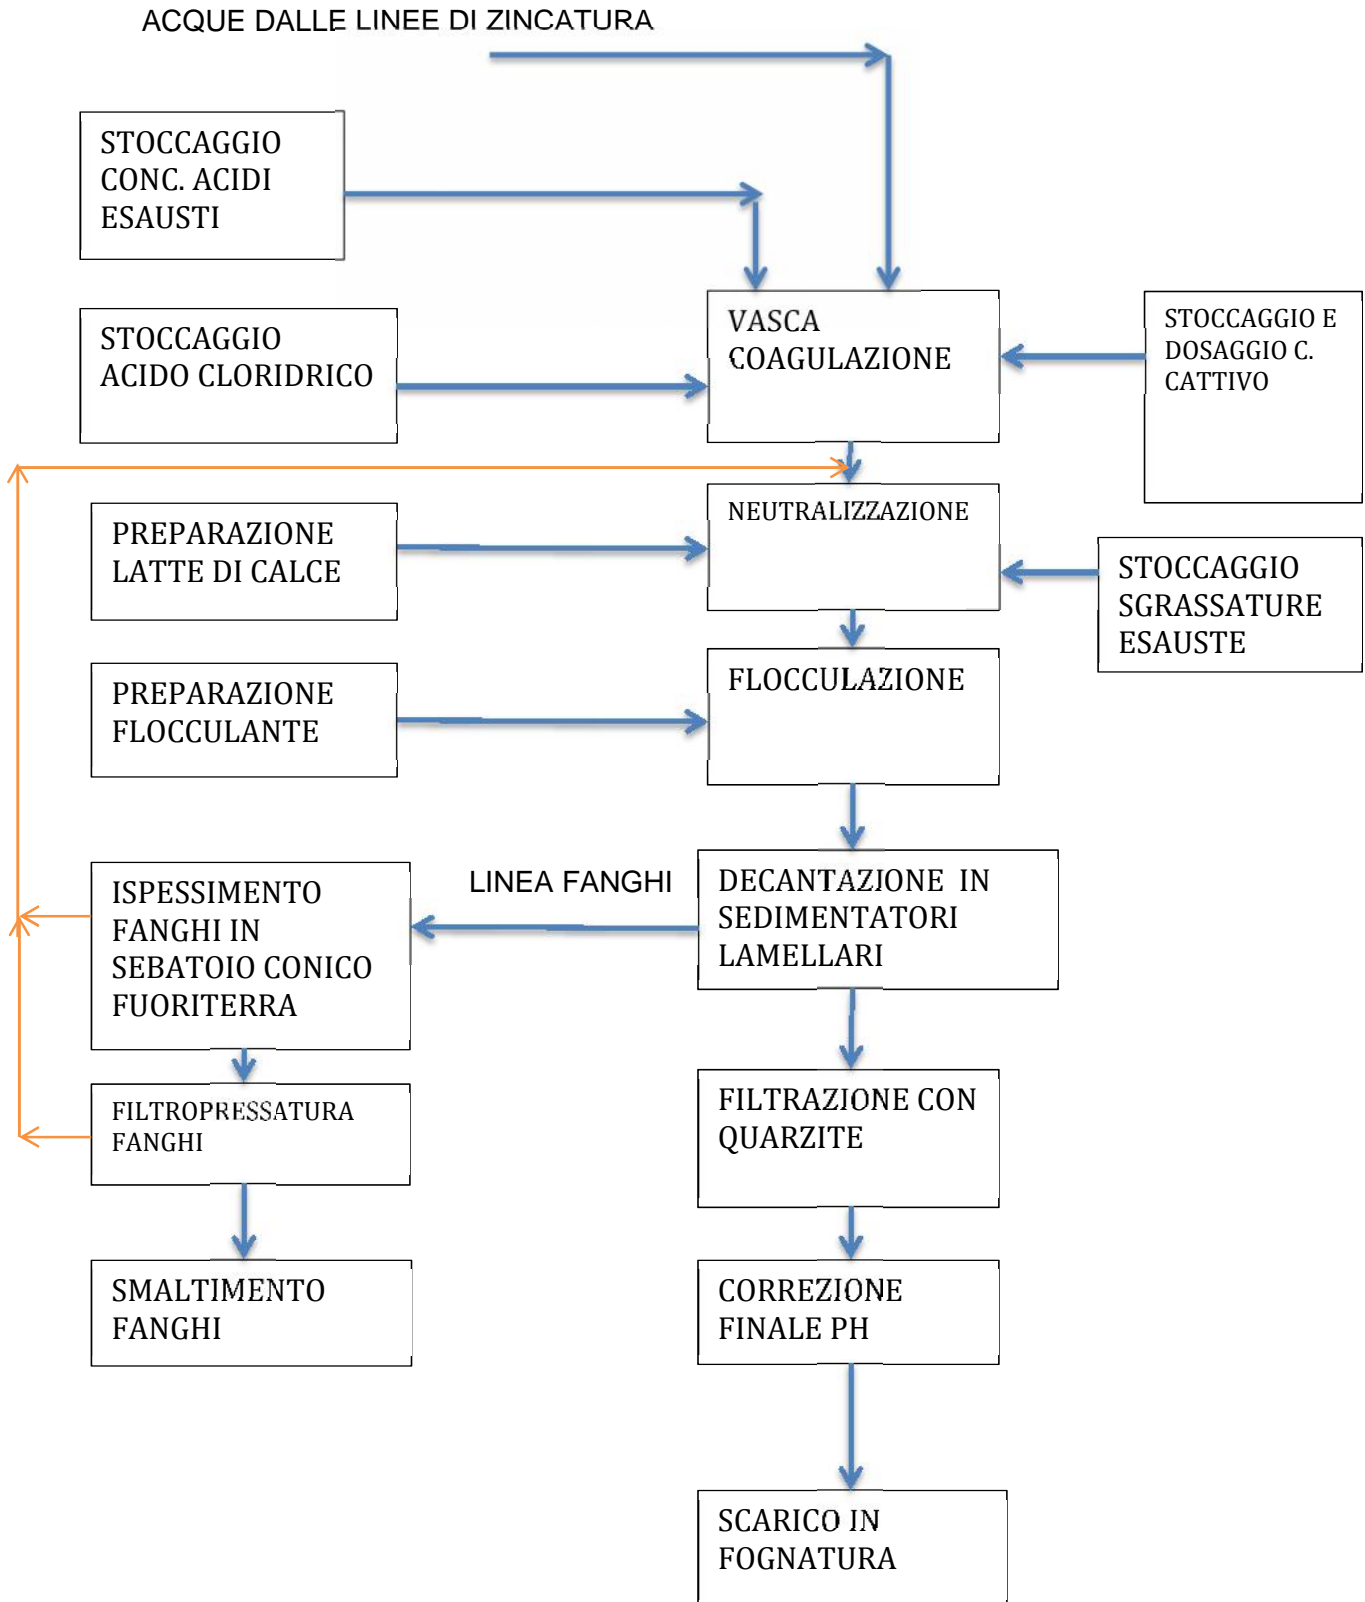 ACQUE DALLE LINEE DI ZINCATURA
STOCCAGGIO
CONC. ACIDI
ESAUSTI
STOCCAGGIO
ACIDO CLORIDRICO
VASCA
COAGULAZIONE
STOCCAGGIO E
DOSAGGIO C.
CATTIVO
NEUTRALIZZAZIONE
PREPARAZIONE
LATTE DI CALCE
STOCCAGGIO
SGRASSATURE
ESAUSTE
PREPARAZIONE
FLOCCULANTE
FLOCCULAZIONE
ISPESSIMENTO
FANGHI IN
SEBATOIO CONICO
FUORITERRA
LINEA FANGHI
DECANTAZIONE IN
SEDIMENTATORI
LAMELLARI
FILTROPRESSATURA
FANGHI
FILTRAZIONE CON
QUARZITE
SMALTIMENTO
FANGHI
CORREZIONE
FINALE PH
SCARICO IN
FOGNATURA